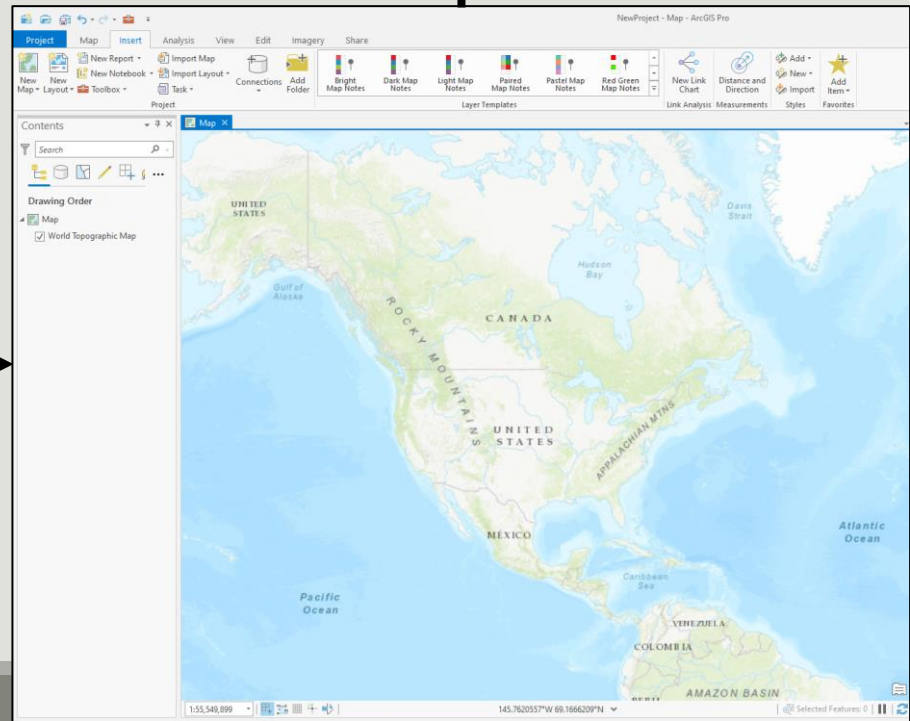 NewProject - Map - ArcGIS Pro
Project Map Insert Analysis View Edit Imagery Share
New Map
New Layout
New Report
New Notebook
Toolbox
Import Map
Import Layout
Task
Connections
Add Folder
Project
Bright Map Notes
Dark Map Notes
Light Map Notes
Paired Map Notes
Pastel Map Notes
Red Green Map Notes
Layer Templates
New Link Chart
Link Analysis
Distance and Direction
Measurements
Add
New
Import
Styles
Add Item
Favorites
Contents
Search
Drawing Order
Map
World Topographic Map
Map
UNITED
STATES
Davis
Strait
Hudson
Bay
Gulf of
Alaska
ROCKY MOUNTAINS
CANADA
UNITED
STATES
APPALACHIAN MTNS
MÉXICO
Atlantic
Ocean
Caribbean
Sea
Pacific
Ocean
VENEZUELA
COLOMBIA
AMAZON BASIN
1:55,549,899
145.7620557°W 69.1666209°N
Selected Features: 0